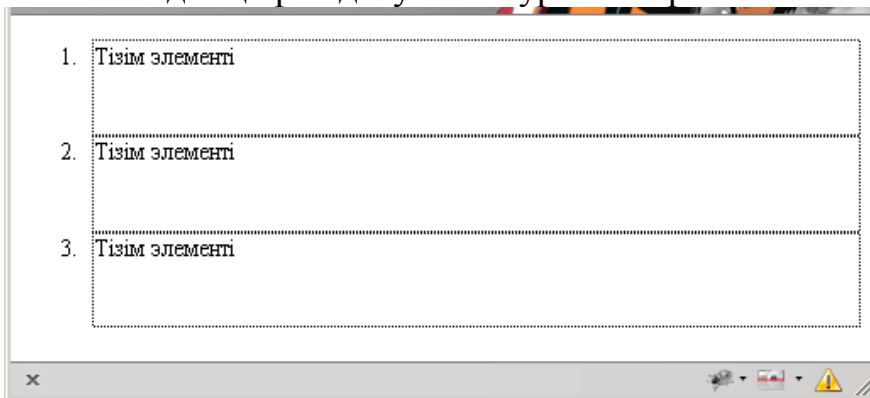 1. Тізім элементі
2. Тізім элементі
3. Тізім элементі